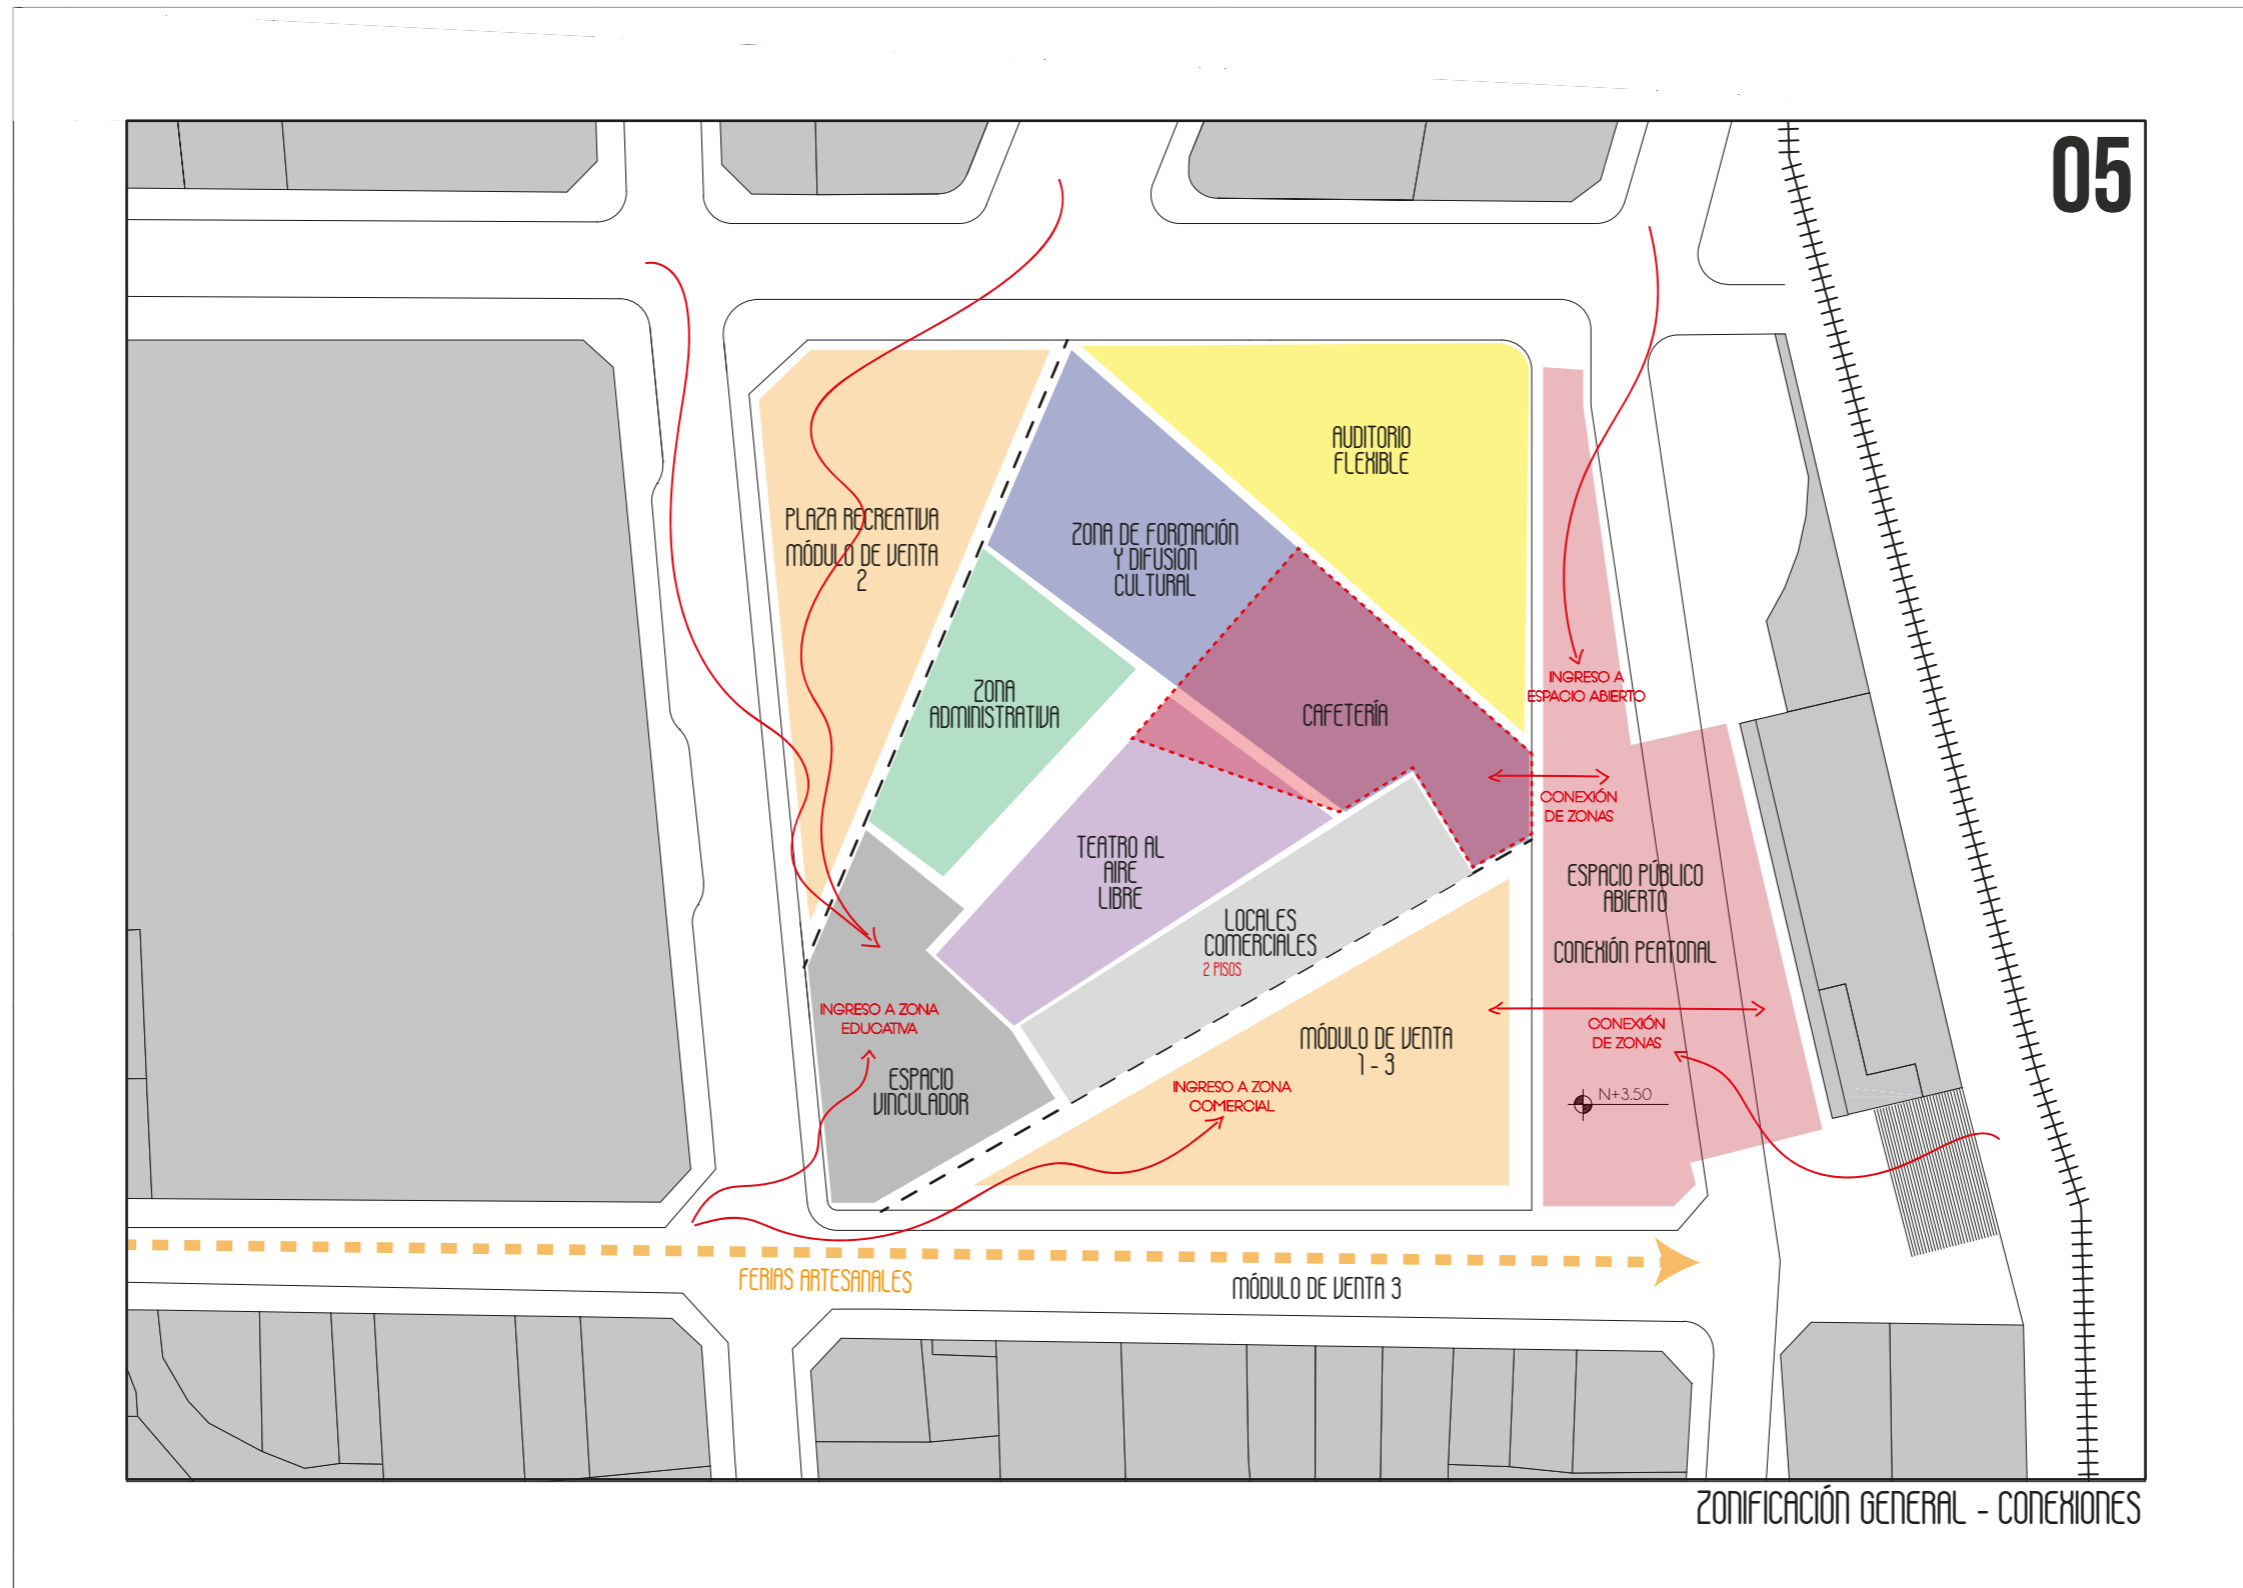 05
AUDITORIO
FLEXIBLE
PLAZA RECREATIVA
MÓDULO DE VENTA
2
ZONA DE FORMACIÓN
Y DIFUSIÓN
CULTURAL
ZONA
ADMINISTRATIVA
CAFETERÍA
INGRESO A
ESPACIO ABIERTO
CONEXIÓN
DE ZONAS
TEATRO AL
AIRE
LIBRE
ESPACIO PÚBLICO
ABIERTO
CONEXIÓN PEATONAL
LOCALES
COMERCIALES
2 PISOS
INGRESO A ZONA
EDUCATIVA
ESPACIO
VINCULADOR
MÓDULO DE VENTA
1 - 3
CONEXIÓN
DE ZONAS
INGRESO A ZONA
COMERCIAL
N+3.50
FERIAS ARTESANALES
MÓDULO DE VENTA 3
ZONIFICACIÓN GENERAL - CONEXIONES